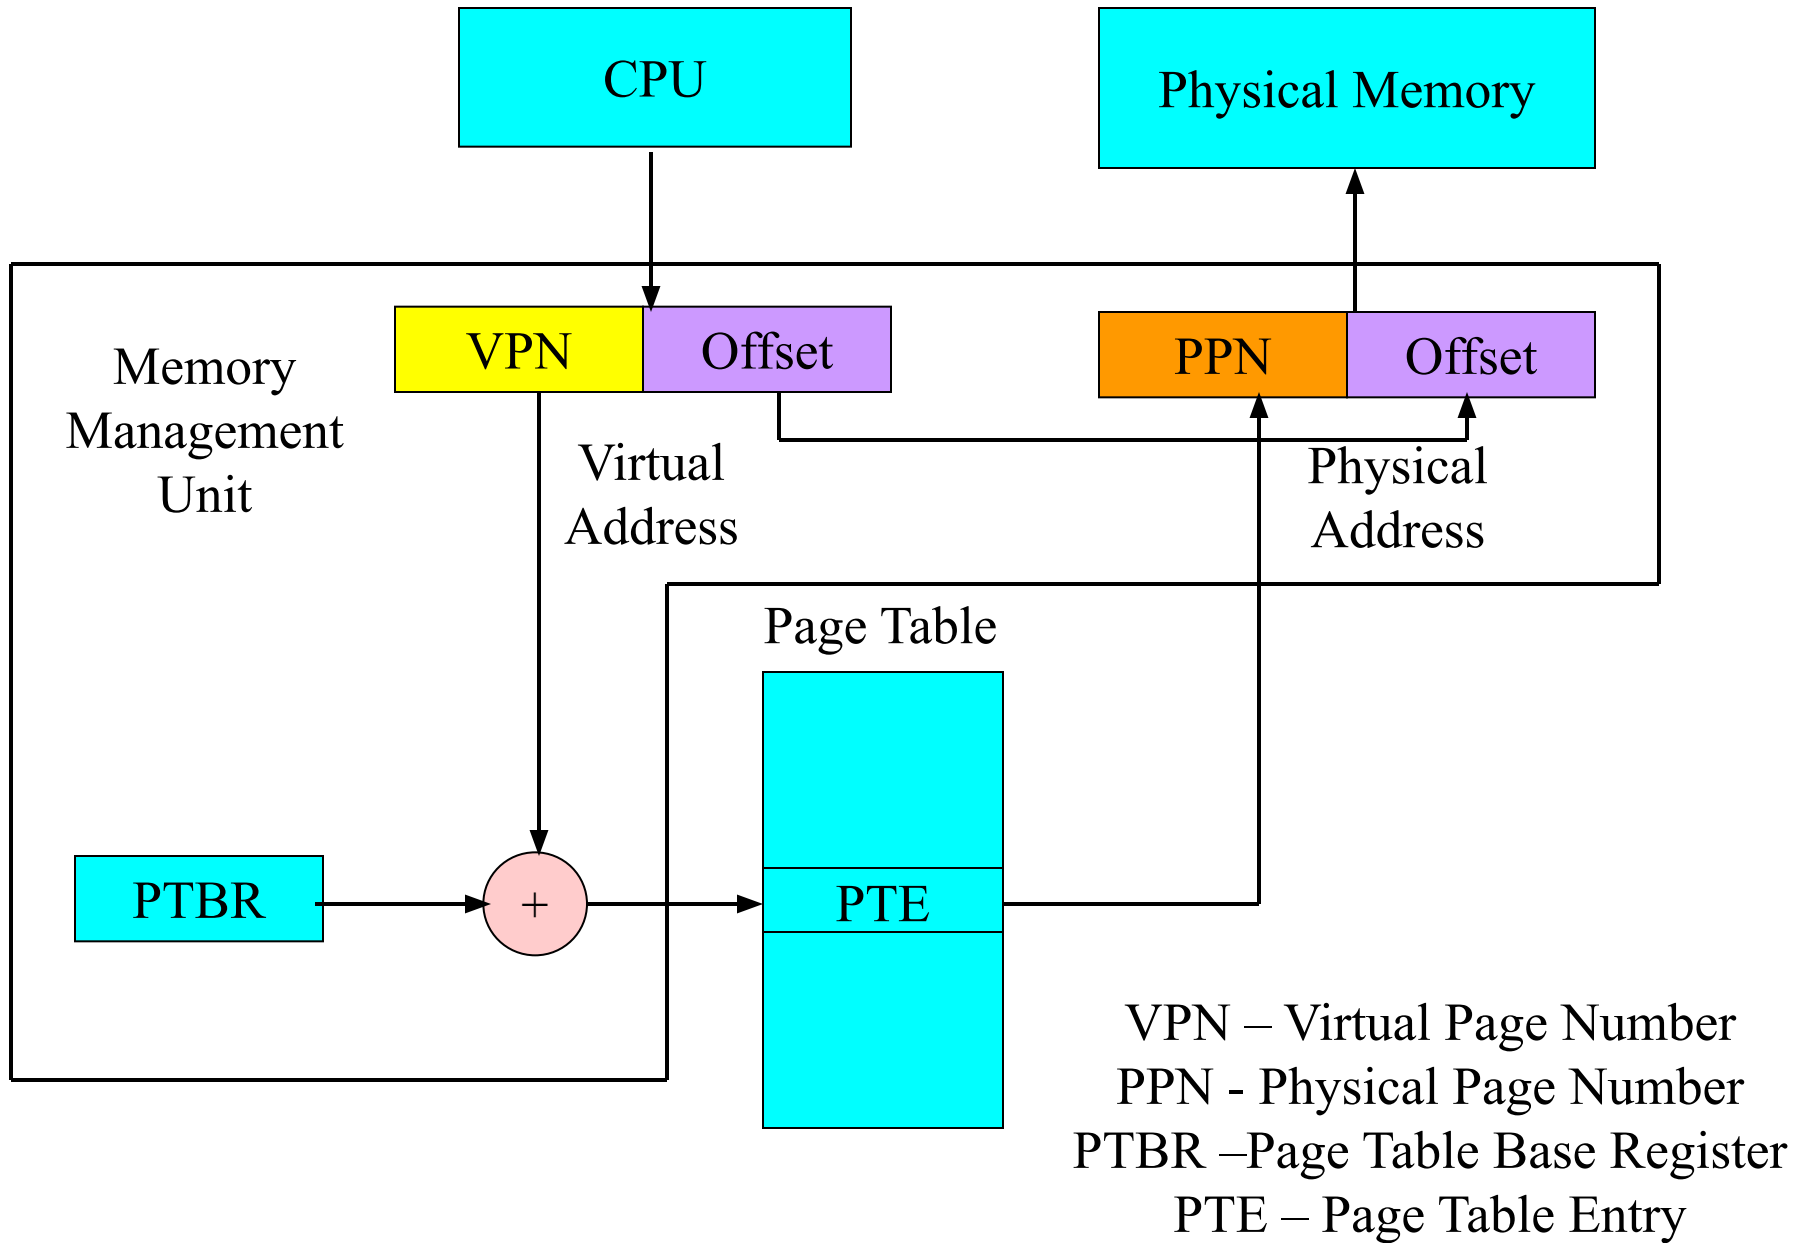 CPU
Physical Memory
VPN
Offset
PPN
Offset
Memory
Management
Unit
Virtual
Address
Physical
Address
Page Table
PTBR
+
PTE
VPN – Virtual Page Number
PPN - Physical Page Number
PTBR –Page Table Base Register
PTE – Page Table Entry